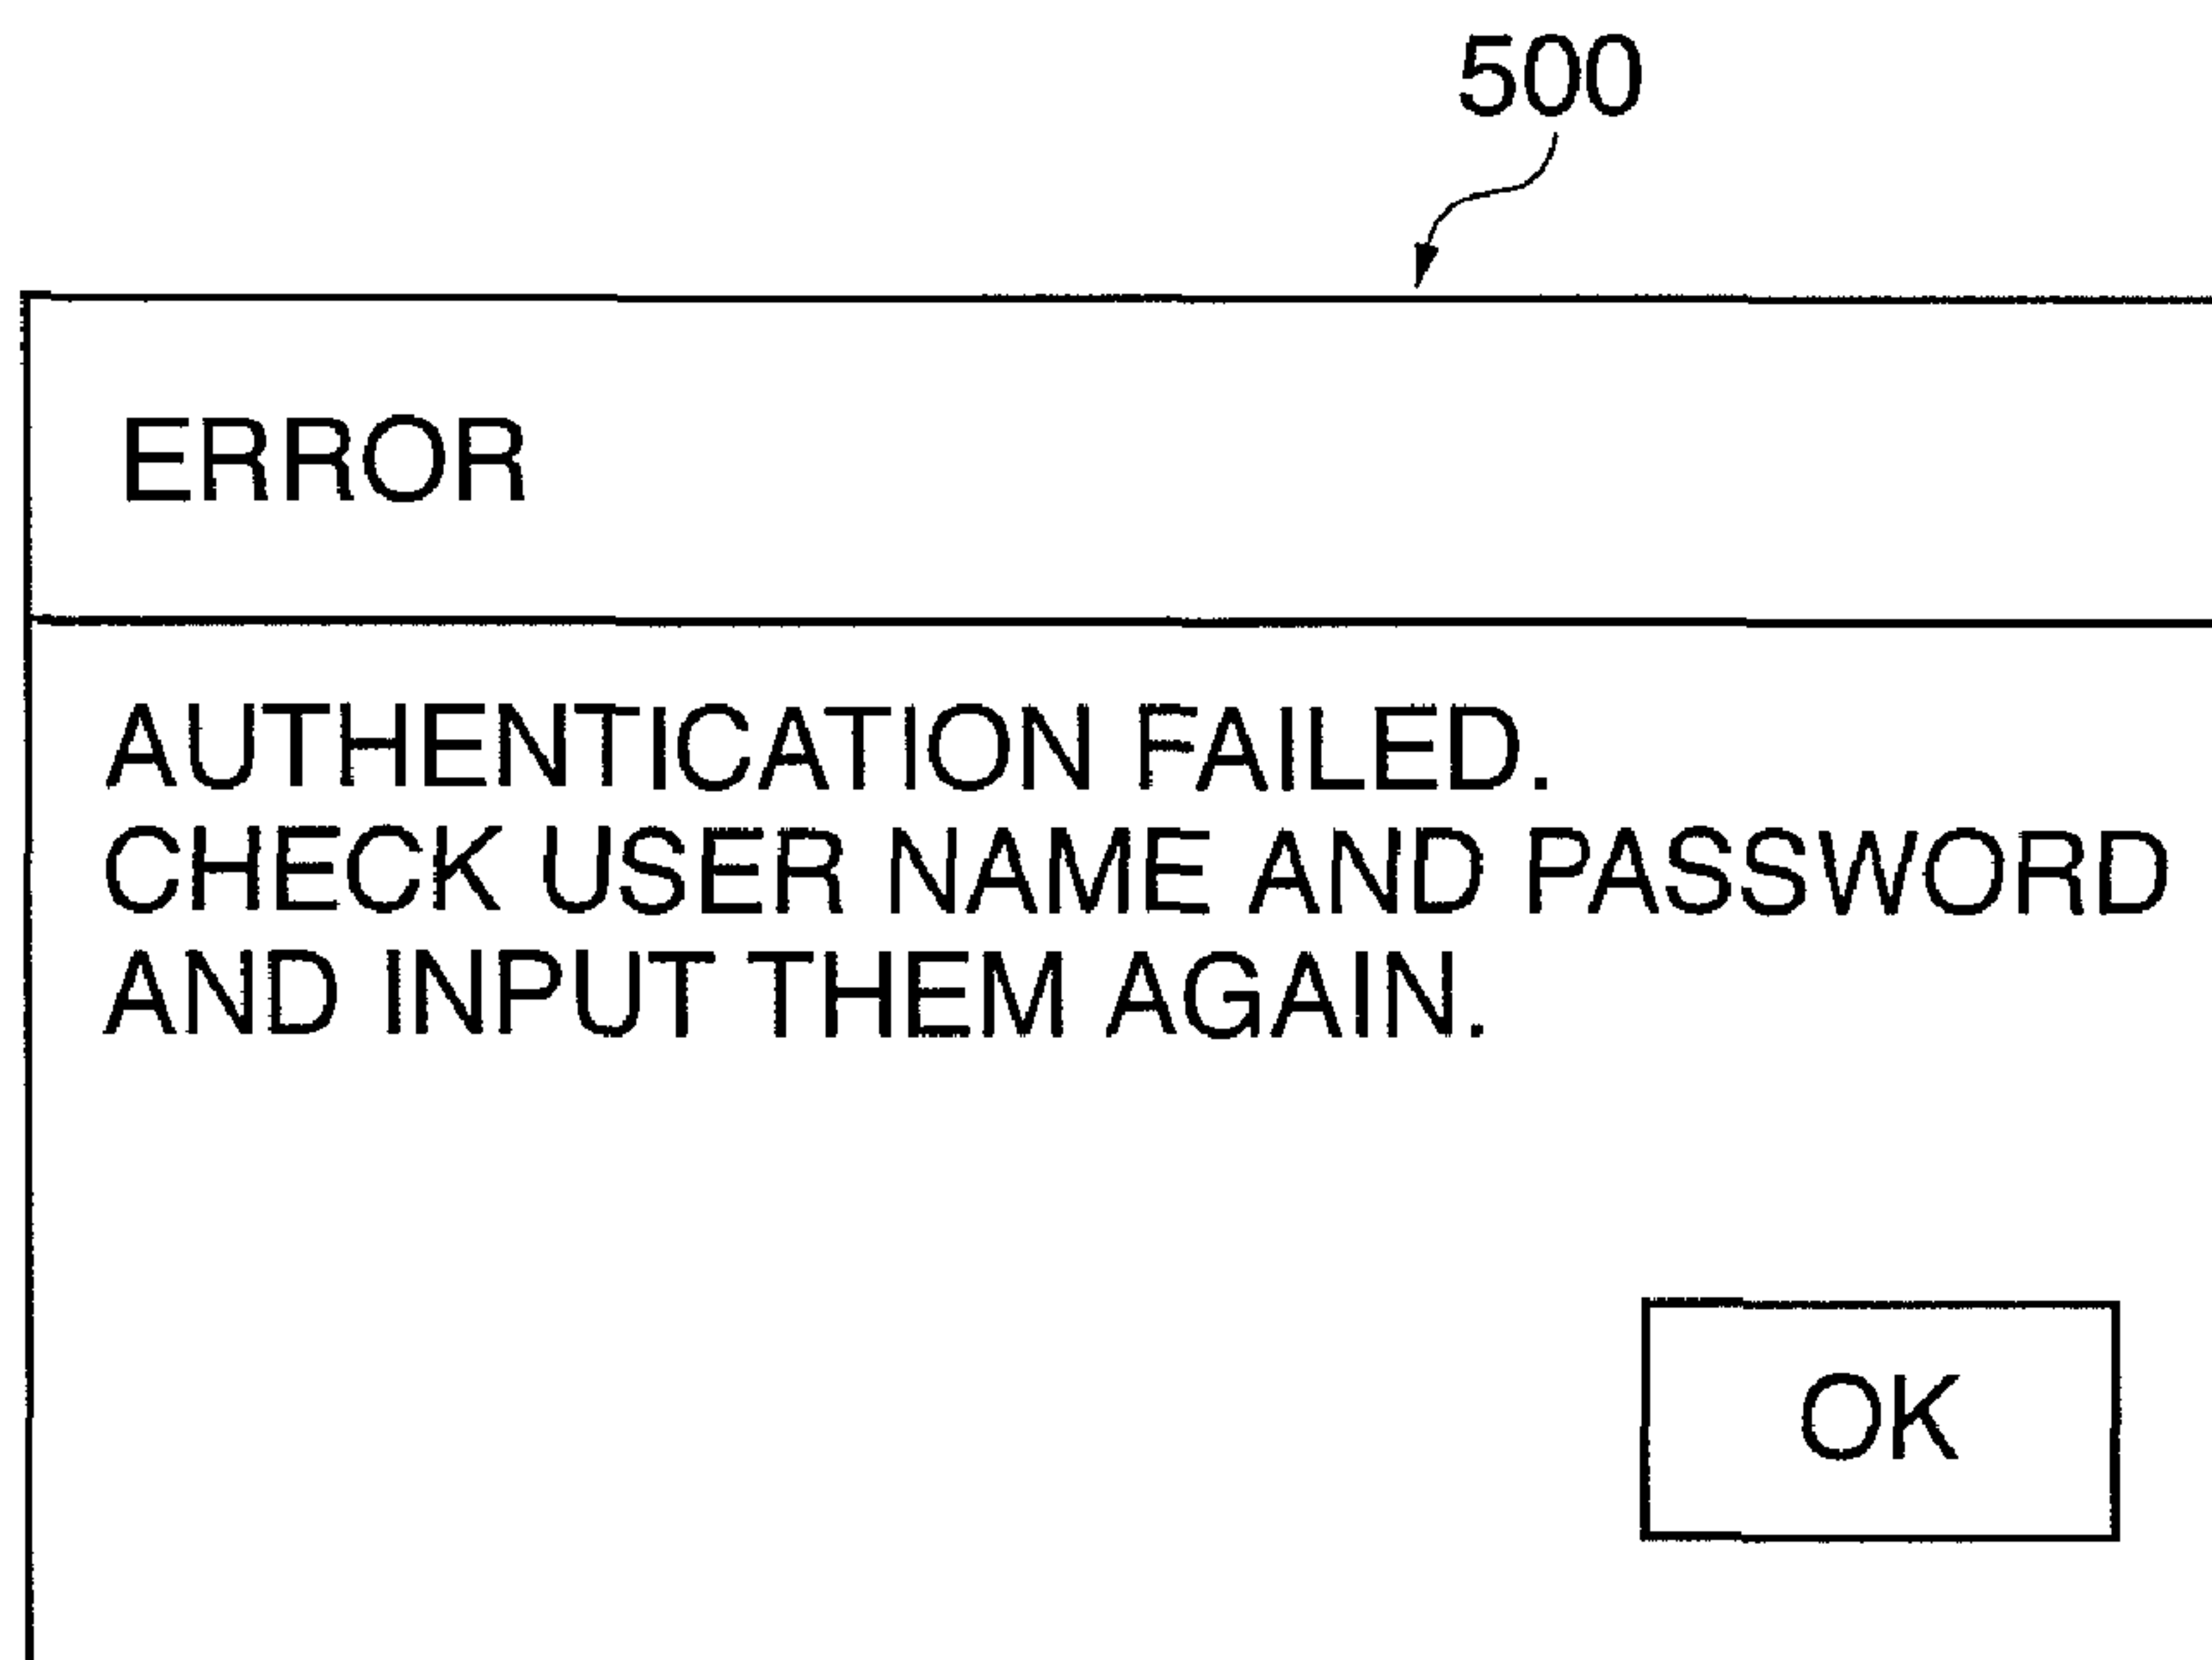 500
ERROR
AUTHENTICATION FAILED.
CHECK USER NAME AND PASSWORD
AND INPUT THEM AGAIN.
OK